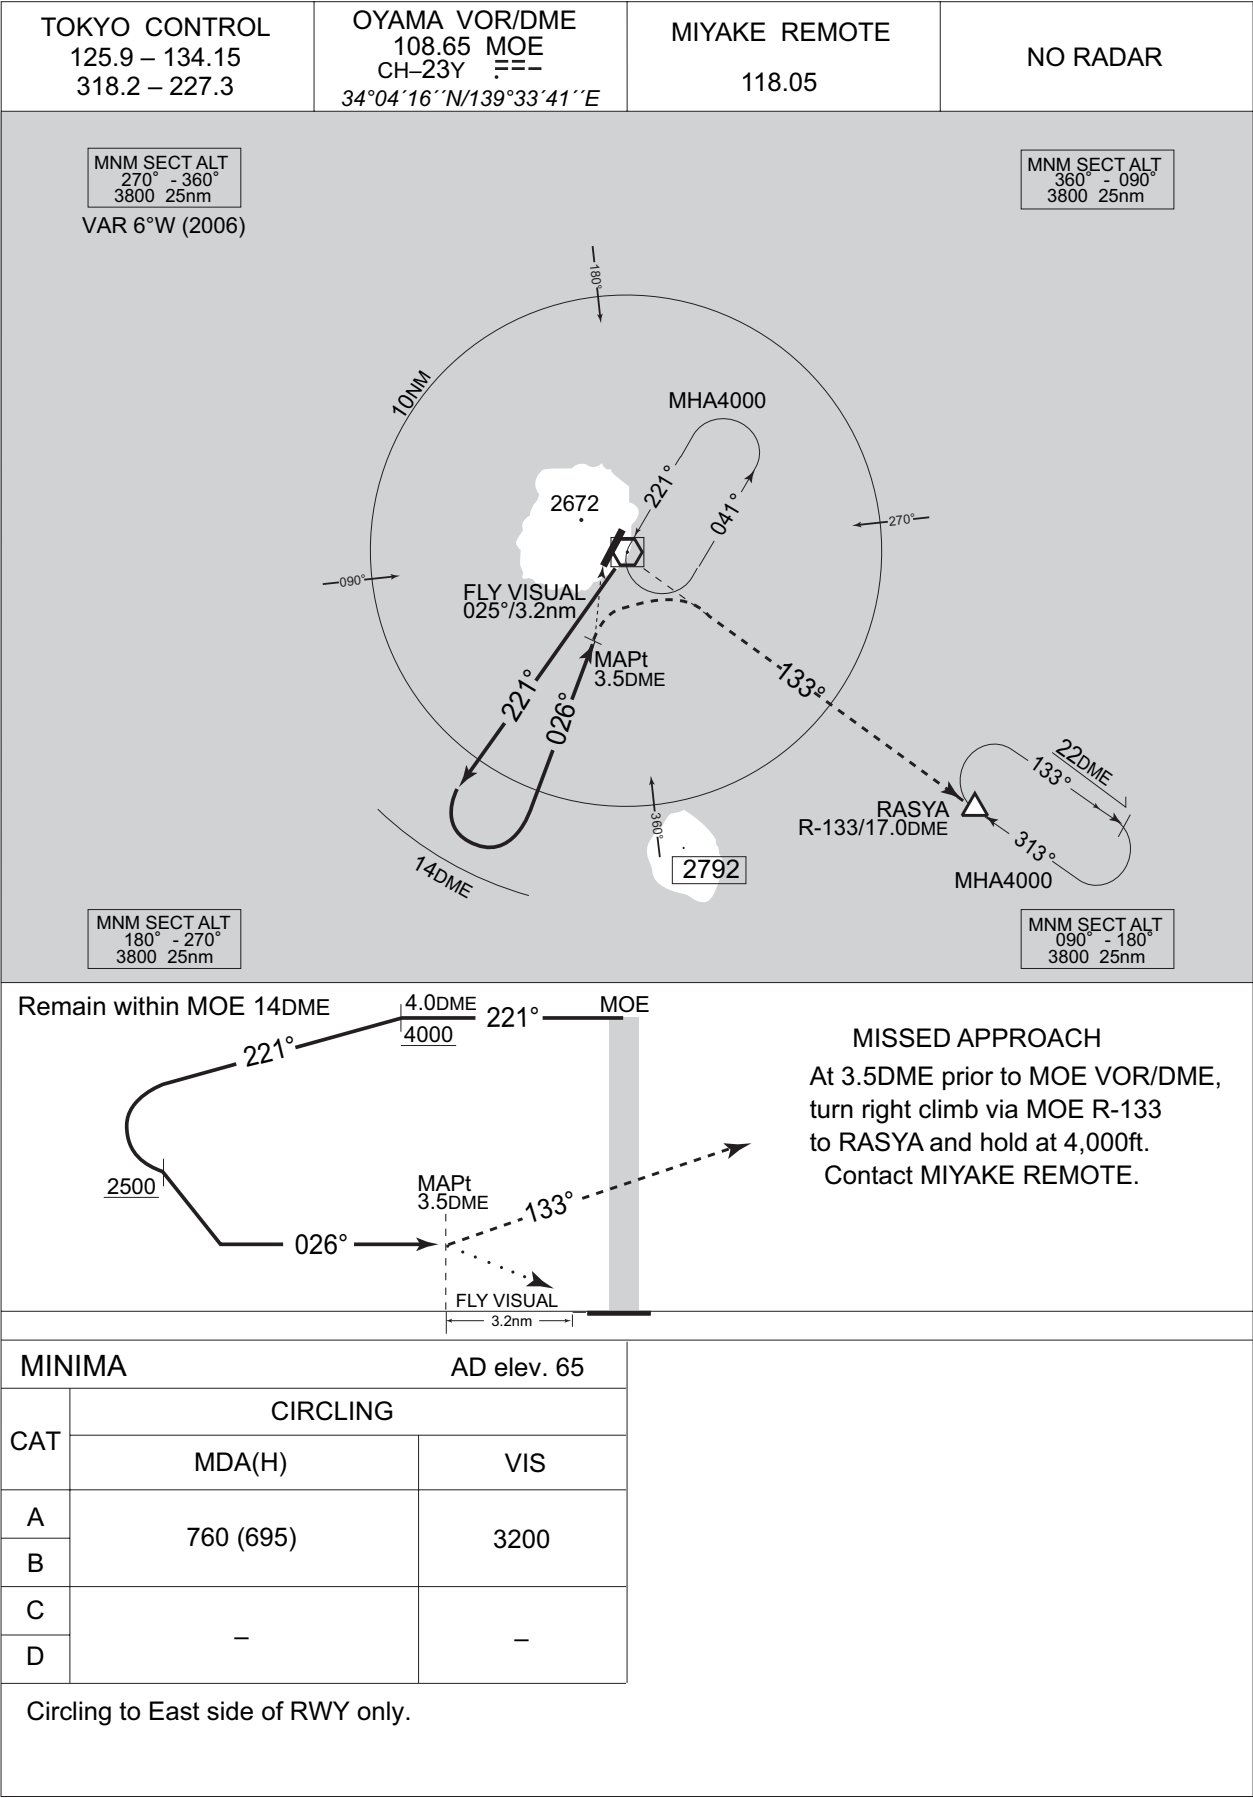 TOKYO CONTROL
125.9 – 134.15
318.2 – 227.3
OYAMA VOR/DME
108.65 MOE
CH–23Y
34°04´16´´N/139°33´41´´E
MIYAKE REMOTE
118.05
NO RADAR
MNM SECT ALT
270° - 360°
3800 25nm
VAR 6°W (2006)
MNM SECT ALT
360° - 090°
3800 25nm
180°
10NM
MHA4000
221°
041°
2672
270°
090°
FLY VISUAL
025°/3.2nm
MAPt
3.5DME
221°
026°
133°
22DME
133°
RASYA
R-133/17.0DME
313°
MHA4000
360°
2792
14DME
MNM SECT ALT
180° - 270°
3800 25nm
MNM SECT ALT
090° - 180°
3800 25nm
Remain within MOE 14DME
4.0DME
4000
221°
MOE
221°
2500
026°
MAPt
3.5DME
133°
FLY VISUAL
3.2nm
MISSED APPROACH
At 3.5DME prior to MOE VOR/DME,
turn right climb via MOE R-133
to RASYA and hold at 4,000ft.
Contact MIYAKE REMOTE.
MINIMA AD elev. 65
CAT
CIRCLING
MDA(H) VIS
A
B
760 (695) 3200
C
D
– –
Circling to East side of RWY only.